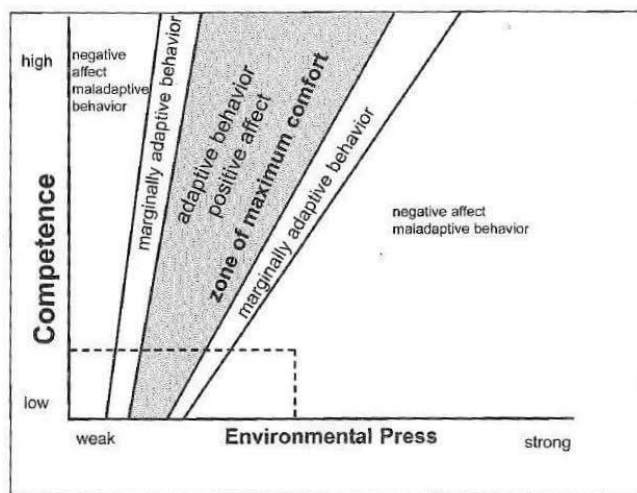 high
negative
affect
maladaptive
behavior
marginally adaptive behavior
adaptive behavior
positive affect
zone of maximum comfort
marginally adaptive behavior
negative affect
maladaptive behavior
Competence
low
weak
Environmental Press
strong